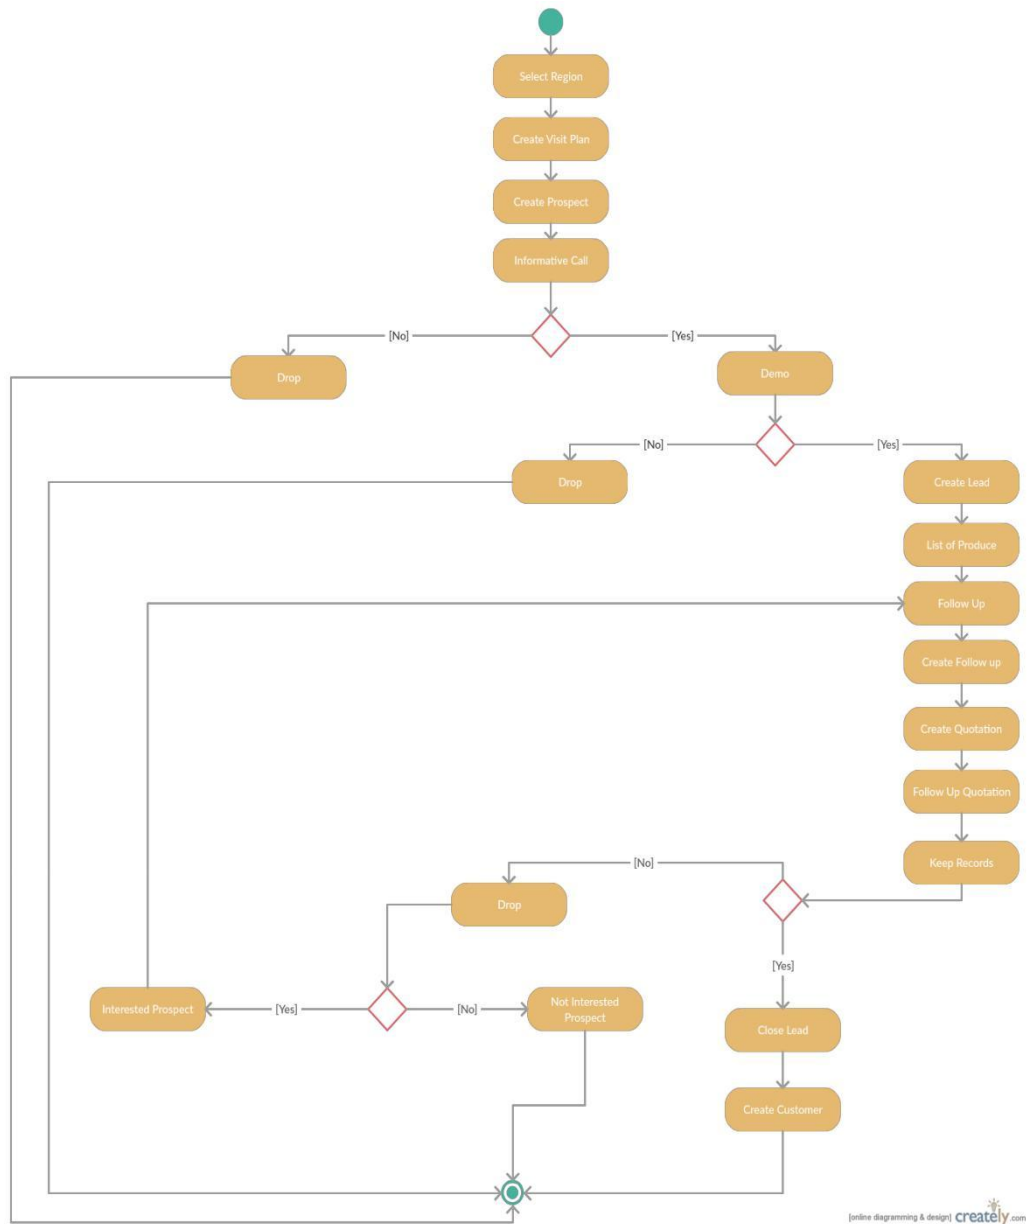 Select Region
Create Visit Plan
Create Prospect
Informative Call
[No]
[Yes]
Drop
Demo
[No]
[Yes]
Drop
Create Lead
List of Produce
Follow Up
Create Follow up
Create Quotation
Follow Up Quotation
[No]
Keep Records
Drop
[Yes]
Interested Prospect
[Yes]
[No]
Not Interested
Prospect
Close Lead
Create Customer
[online diagramming & design] creately.com